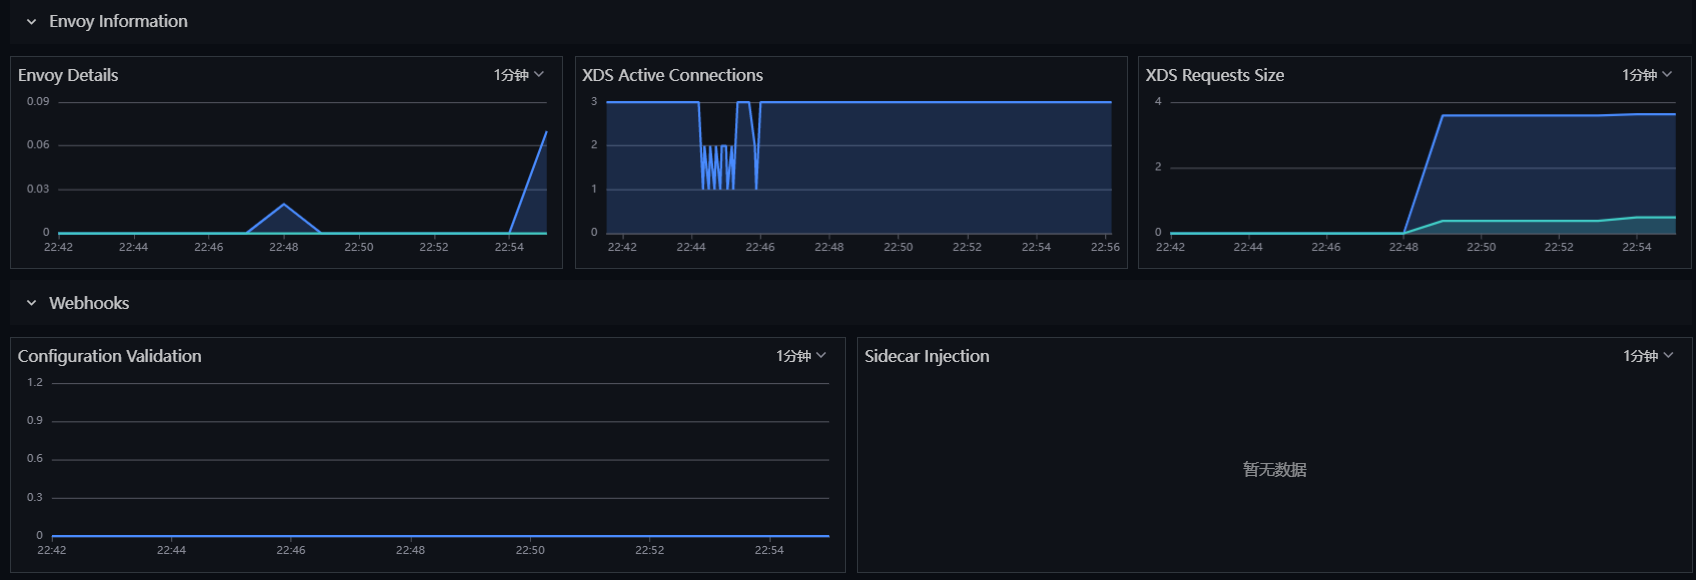 Envoy Information
Envoy Details
1分钟
0.09
0.06
0.03
0
22:42 22:44 22:46 22:48 22:50 22:52 22:54
XDS Active Connections
3
2
1
0
22:42 22:44 22:46 22:48 22:50 22:52 22:54 22:56
XDS Requests Size
1分钟
4
2
0
22:42 22:44 22:46 22:48 22:50 22:52 22:54
Webhooks
Configuration Validation
1分钟
1.2
0.9
0.6
0.3
0
22:42 22:44 22:46 22:48 22:50 22:52 22:54
Sidecar Injection
1分钟
暂无数据